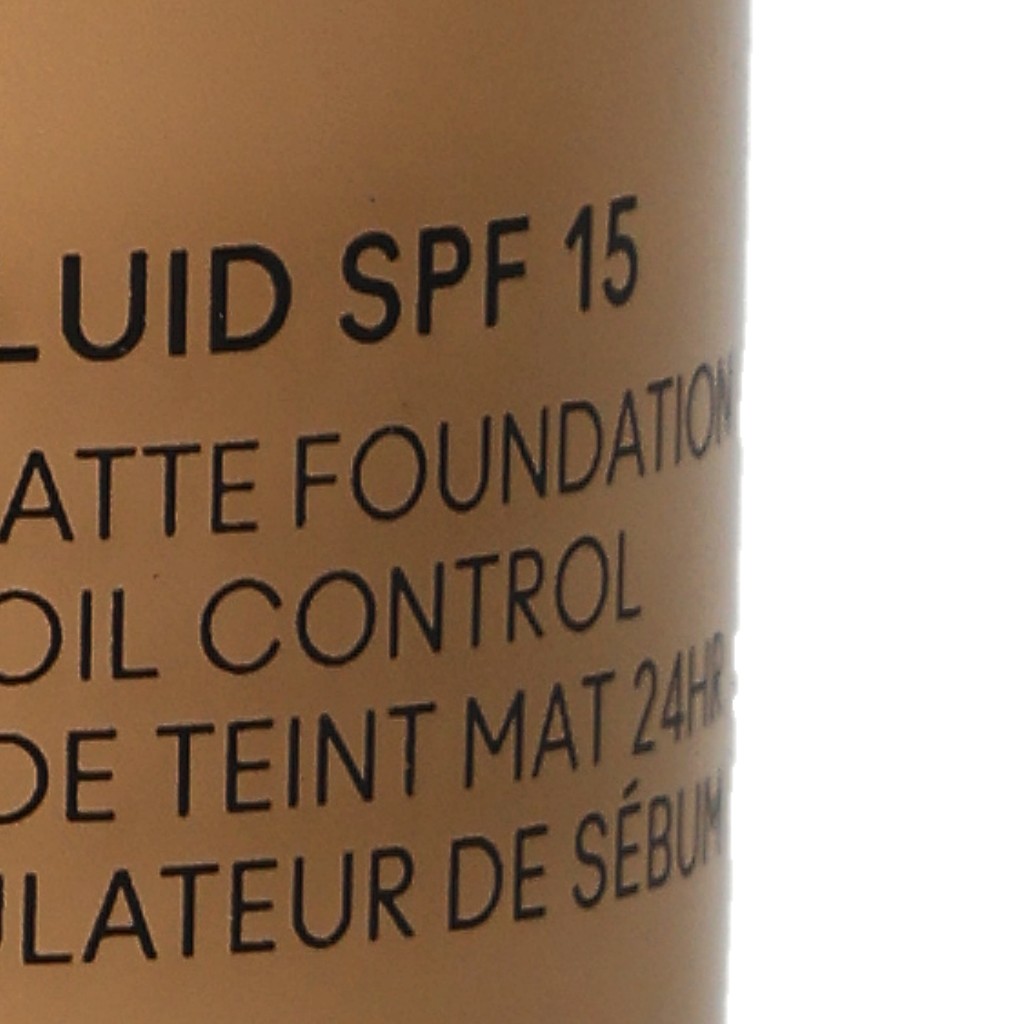 LUID SPF 15
ATTE FOUNDATION
OIL CONTROL
DE TEINT MAT 24HR
ULATEUR DE SÉBUM